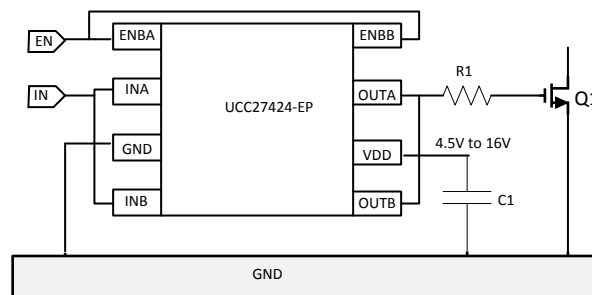 EN
ENBA
ENBB
IN
INA
UCC27424-EP
OUTA
R1
Q1
GND
VDD
4.5V to 16V
INB
OUTB
C1
GND